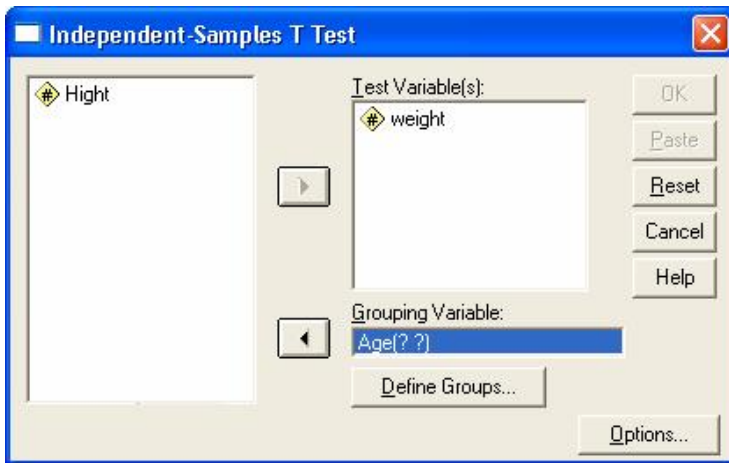 Independent-Samples T Test
Hight
Test Variable(s):
weight
OK
Paste
Reset
Cancel
Help
Grouping Variable:
Age(? ?)
Define Groups...
Options...